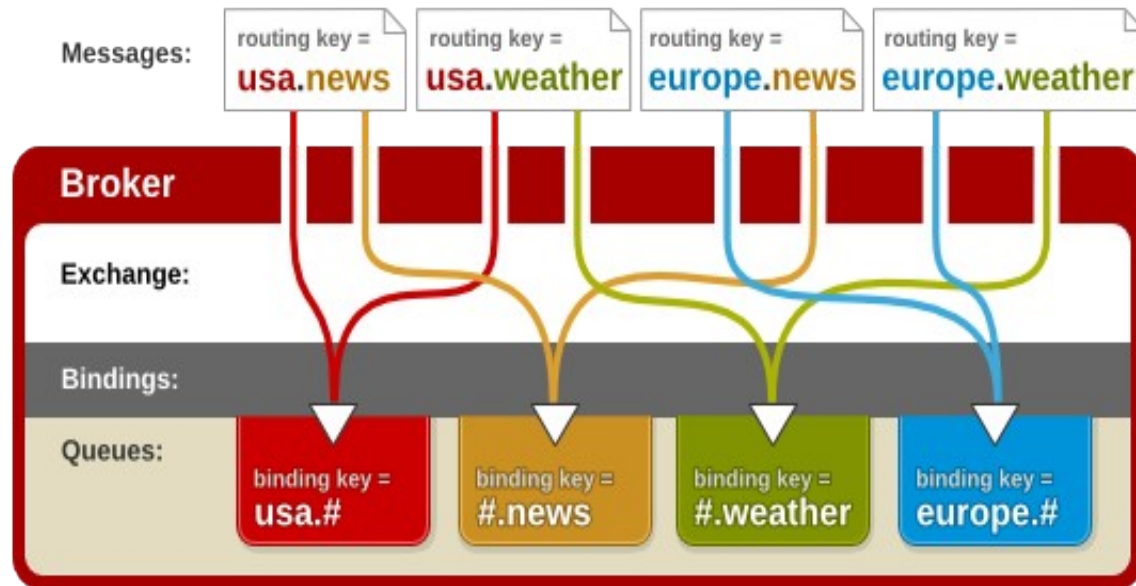 Messages:
routing key =
usa.news
routing key =
usa.weather
routing key =
europe.news
routing key =
europe.weather
Broker
Exchange:
Bindings:
Queues:
binding key =
usa.#
binding key =
#.news
binding key =
#.weather
binding key =
europe.#